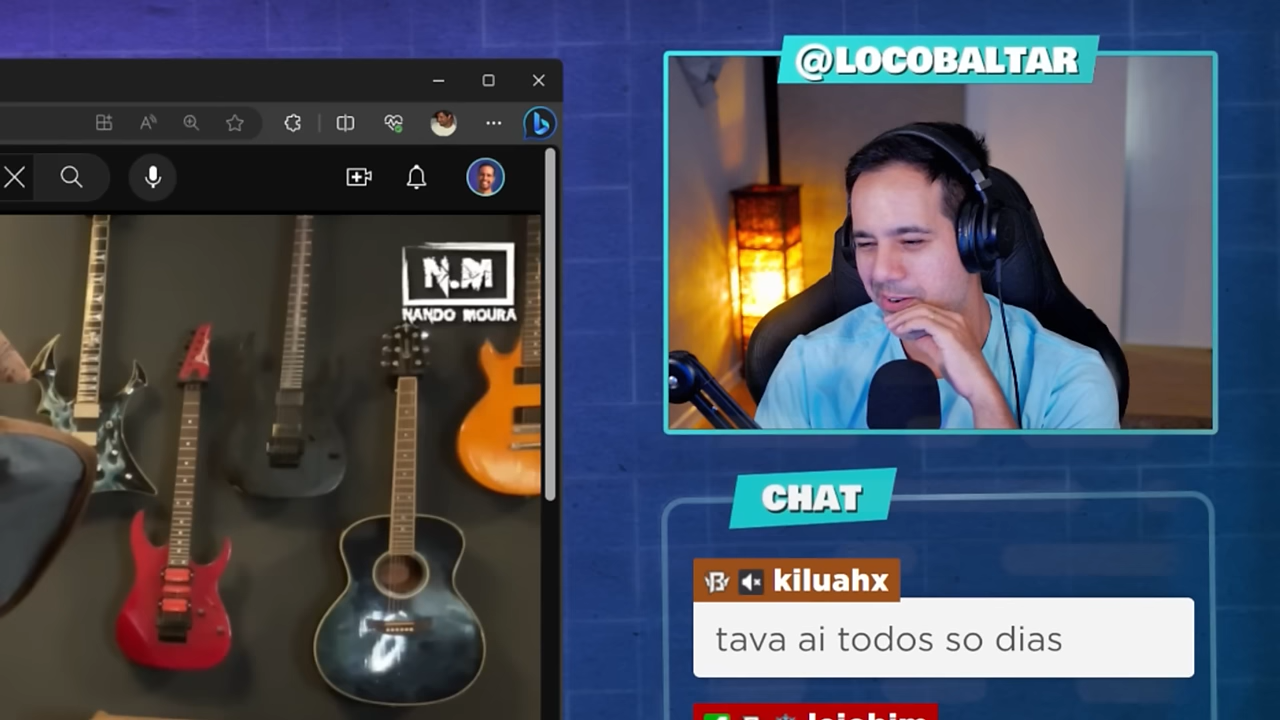 @LOCOBALTAR
N.M
NANDO MOURA
CHAT
kiluahx
tava ai todos so dias